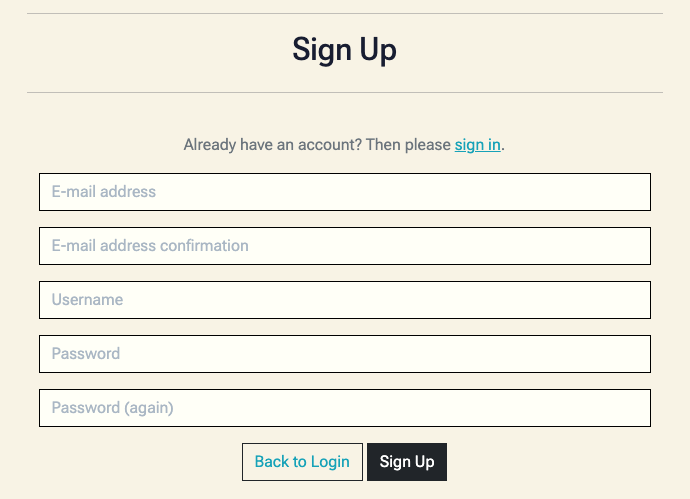 Sign Up
Already have an account? Then please sign in.
E-mail address
E-mail address confirmation
Username
Password
Password (again)
Back to Login Sign Up